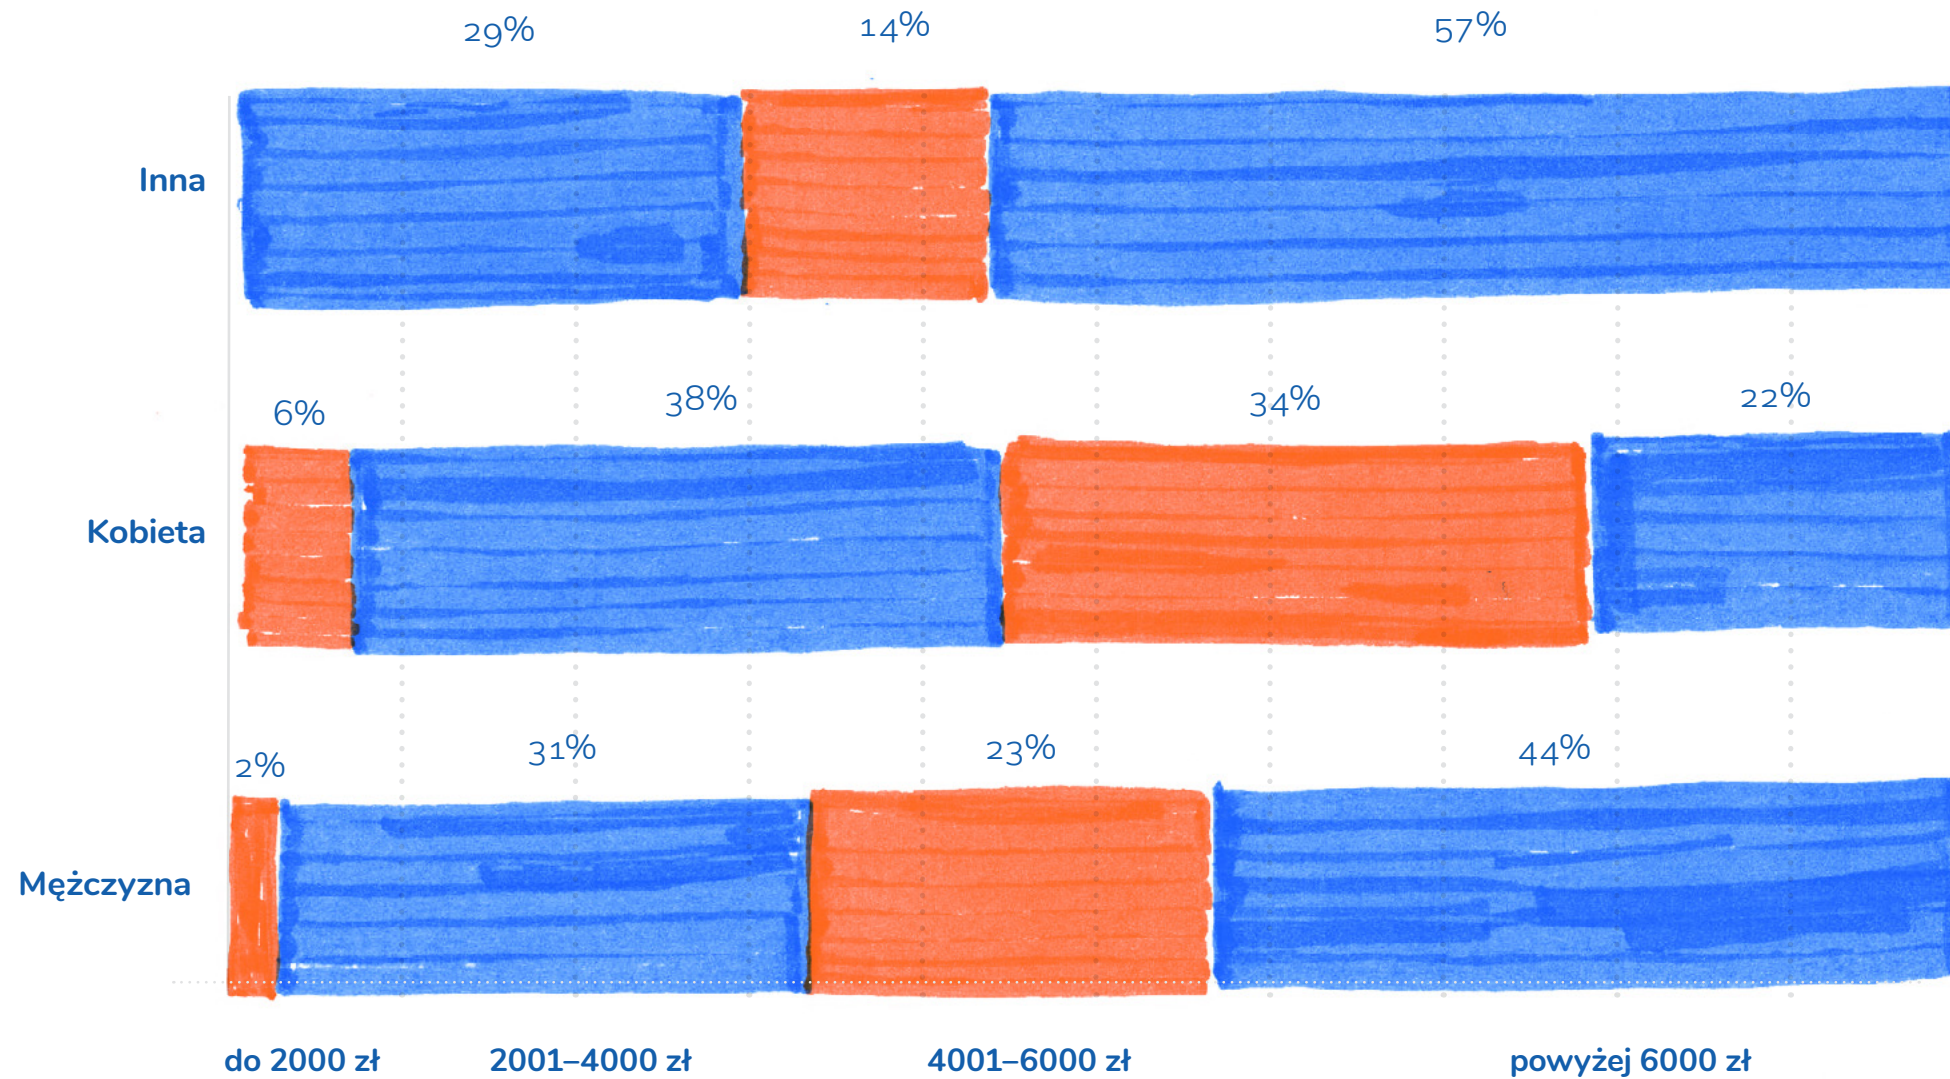 29% 14% 57%
Inna
6% 38% 34% 22%
Kobieta
2% 31% 23% 44%
Mężczyzna
do 2000 zł 2001–4000 zł 4001–6000 zł powyżej 6000 zł